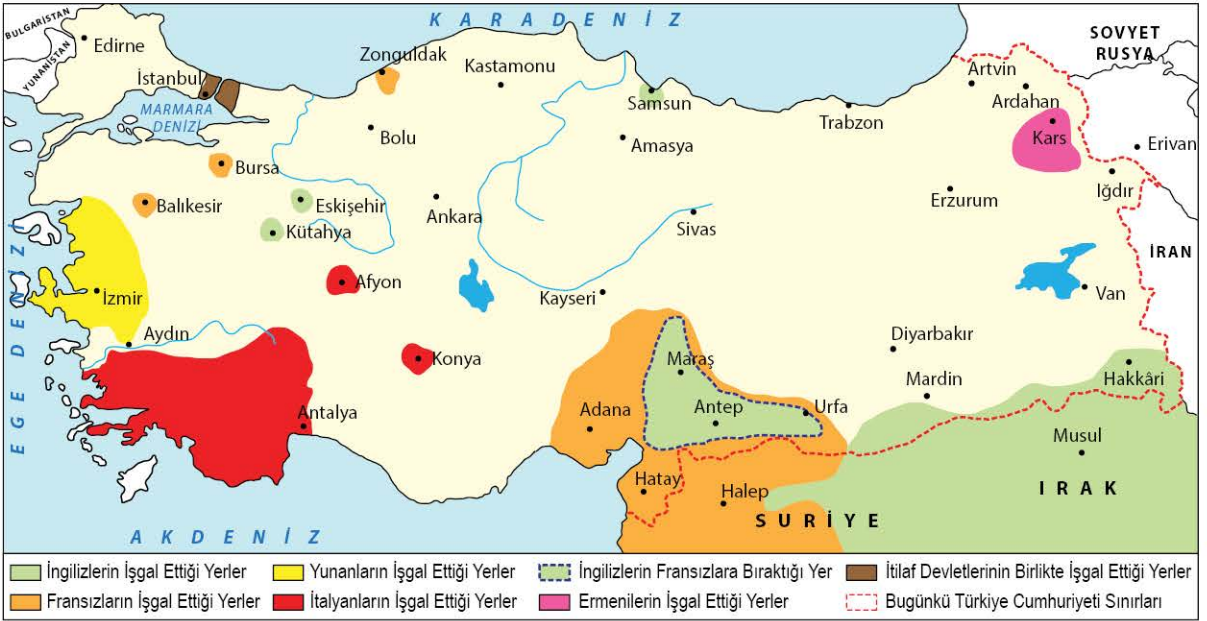 KARADENİZ
BULGARİSTAN
YUNANİSTAN
Edirne
İstanbul
MARMARA
DENİZİ
Zonguldak
Kastamonu
Samsun
Trabzon
Artvin
Ardahan
Kars
SOVYET
RUSYA
Erivan
Iğdır
Bolu
Amasya
Bursa
Balıkesir
Eskişehir
Kütahya
Ankara
Sivas
Erzurum
İRAN
EGE DENİZİ
İzmir
Afyon
Kayseri
Van
Aydın
Konya
Maraş
Diyarbakır
Mardin
Hakkâri
Antalya
Adana
Antep
Urfa
Musul
Hatay
Halep
IRAK
SURİYE
AKDENİZ
İngilizlerin İşgal Ettiği Yerler
Yunanların İşgal Ettiği Yerler
İngilizlerin Fransızlara Bıraktığı Yer
İtilaf Devletlerinin Birlikte İşgal Ettiği Yerler
Fransızların İşgal Ettiği Yerler
İtalyanların İşgal Ettiği Yerler
Ermenilerin İşgal Ettiği Yerler
Bugünkü Türkiye Cumhuriyeti Sınırları